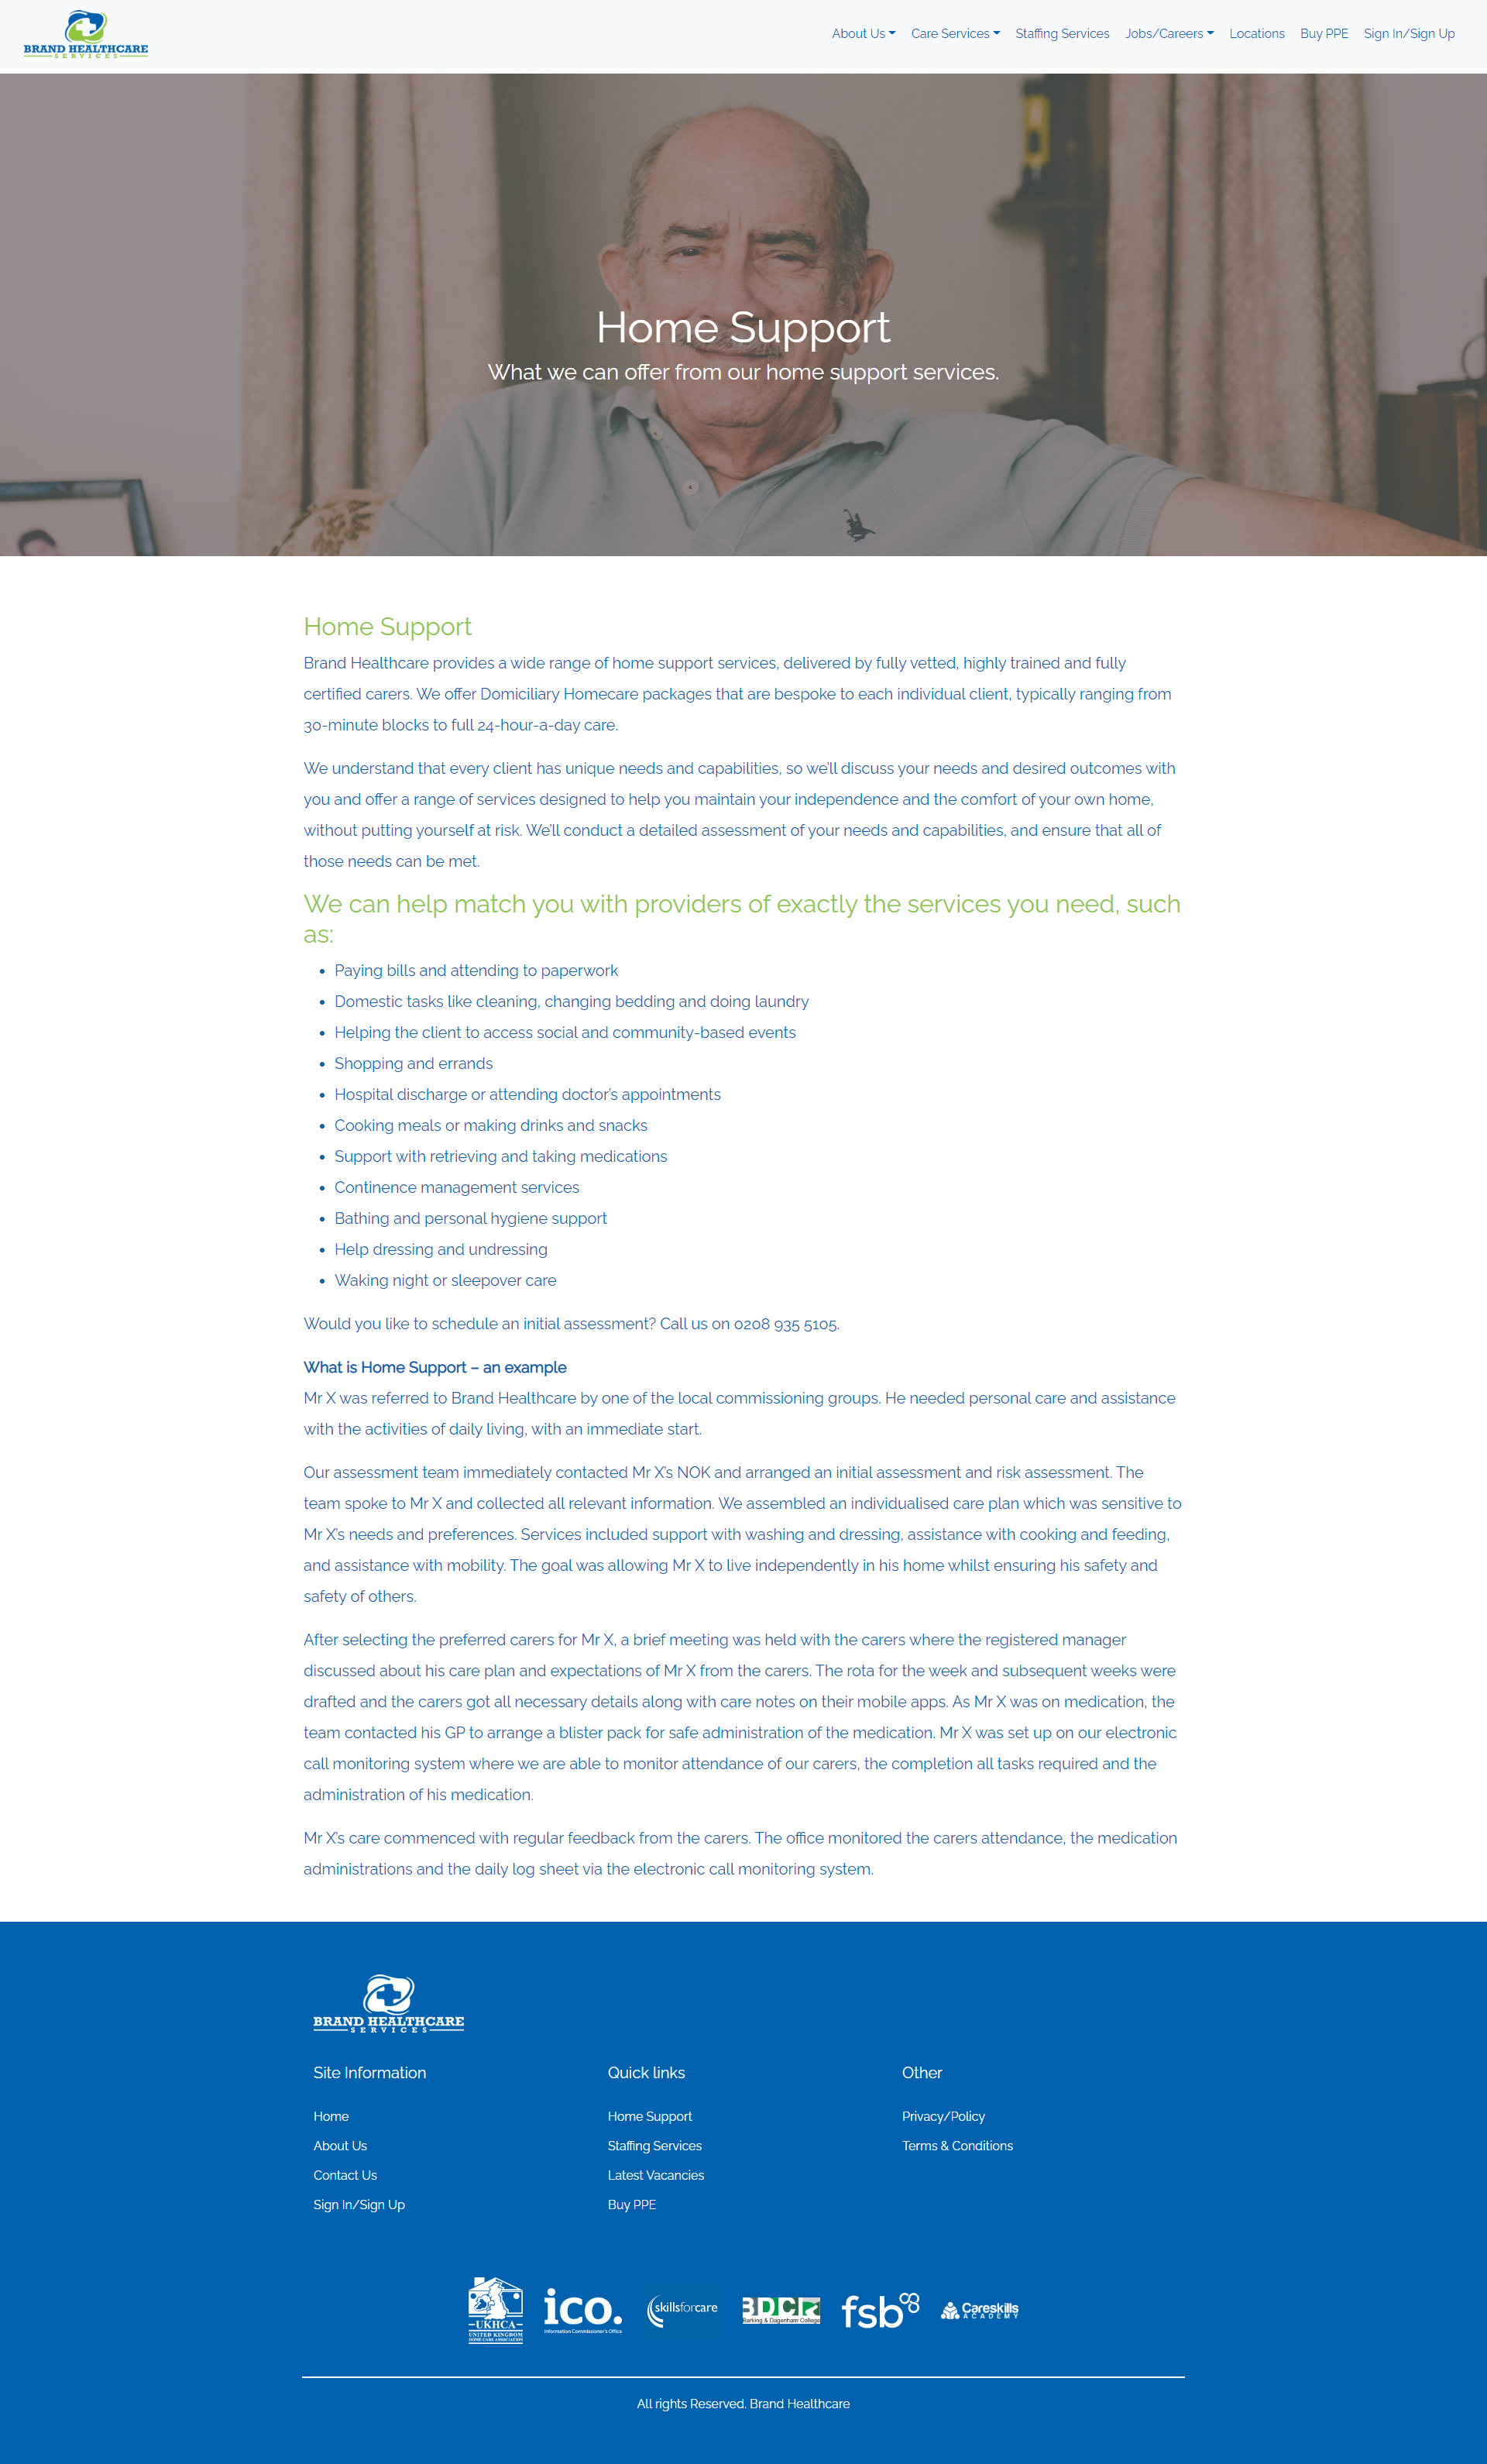 BRAND HEALTHCARE
SERVICES
About Us Care Services Staffing Services Jobs/Careers Locations Buy PPE Sign In/Sign Up
Home Support
What we can offer from our home support services.
Home Support
Brand Healthcare provides a wide range of home support services, delivered by fully vetted, highly trained and fully
certified carers. We offer Domiciliary Homecare packages that are bespoke to each individual client, typically ranging from
30-minute blocks to full 24-hour-a-day care.
We understand that every client has unique needs and capabilities, so we'll discuss your needs and desired outcomes with
you and offer a range of services designed to help you maintain your independence and the comfort of your own home,
without putting yourself at risk. We'll conduct a detailed assessment of your needs and capabilities, and ensure that all of
those needs can be met.
We can help match you with providers of exactly the services you need, such
as:
• Paying bills and attending to paperwork
• Domestic tasks like cleaning, changing bedding and doing laundry
• Helping the client to access social and community-based events
• Shopping and errands
• Hospital discharge or attending doctor's appointments
• Cooking meals or making drinks and snacks
• Support with retrieving and taking medications
• Continence management services
• Bathing and personal hygiene support
• Help dressing and undressing
• Waking night or sleepover care
Would you like to schedule an initial assessment? Call us on 0208 935 5105.
What is Home Support – an example
Mr X was referred to Brand Healthcare by one of the local commissioning groups. He needed personal care and assistance
with the activities of daily living, with an immediate start.
Our assessment team immediately contacted Mr X's NOK and arranged an initial assessment and risk assessment. The
team spoke to Mr X and collected all relevant information. We assembled an individualised care plan which was sensitive to
Mr X's needs and preferences. Services included support with washing and dressing, assistance with cooking and feeding,
and assistance with mobility. The goal was allowing Mr X to live independently in his home whilst ensuring his safety and
safety of others.
After selecting the preferred carers for Mr X, a brief meeting was held with the carers where the registered manager
discussed about his care plan and expectations of Mr X from the carers. The rota for the week and subsequent weeks were
drafted and the carers got all necessary details along with care notes on their mobile apps. As Mr X was on medication, the
team contacted his GP to arrange a blister pack for safe administration of the medication. Mr X was set up on our electronic
call monitoring system where we are able to monitor attendance of our carers, the completion all tasks required and the
administration of his medication.
Mr X's care commenced with regular feedback from the carers. The office monitored the carers attendance, the medication
administrations and the daily log sheet via the electronic call monitoring system.
BRAND HEALTHCARE
SERVICES
Site Information
Home
About Us
Contact Us
Sign In/Sign Up
Quick links
Home Support
Staffing Services
Latest Vacancies
Buy PPE
Other
Privacy/Policy
Terms & Conditions
UKHCA
UNITED KINGDOM
HOME CARE ASSOCIATION
ico.
Information Commissioner's Office
skillsforcare
BDCR
Barking & Dagenham College
fsb
Careskills
ACADEMY
All rights Reserved. Brand Healthcare